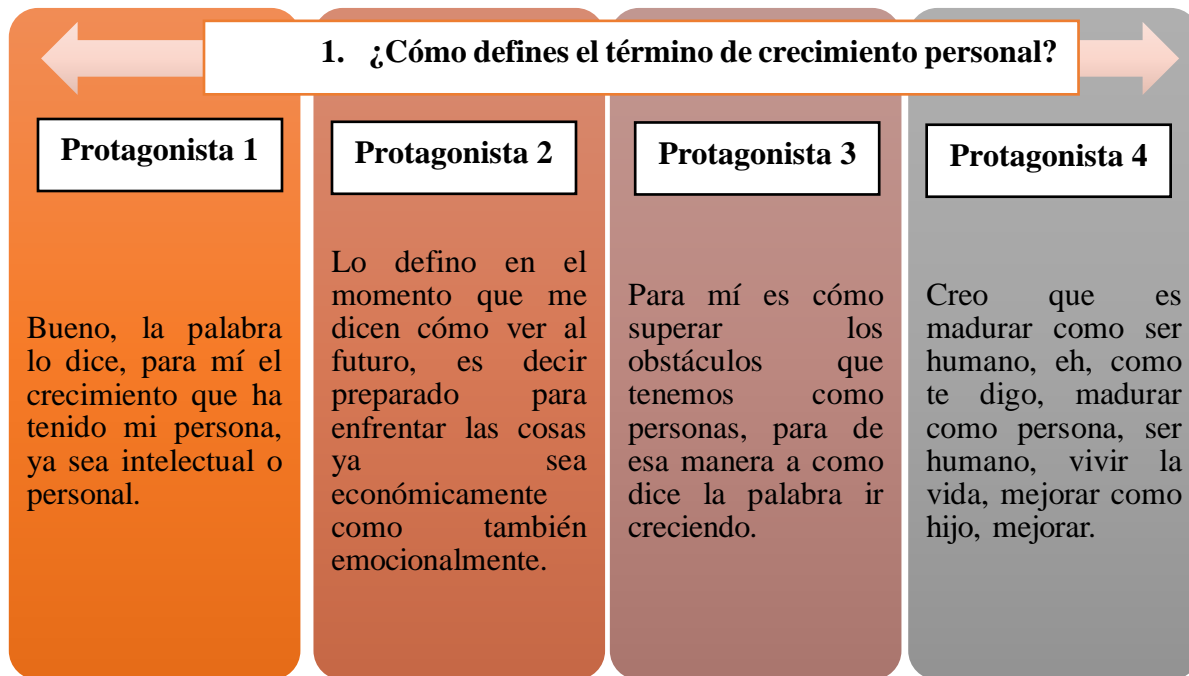 1. ¿Cómo defines el término de crecimiento personal?
Protagonista 1
Bueno, la palabra
lo dice, para mí el
crecimiento que ha
tenido mi persona,
ya sea intelectual o
personal.
Protagonista 2
Lo defino en el
momento que me
dicen cómo ver al
futuro, es decir
preparado para
enfrentar las cosas
ya sea
económicamente
como también
emocionalmente.
Protagonista 3
Para mí es cómo
superar los
obstáculos que
tenemos como
personas, para de
esa manera a como
dice la palabra ir
creciendo.
Protagonista 4
Creo que es
madurar como ser
humano, eh, como
te digo, madurar
como persona, ser
humano, vivir la
vida, mejorar como
hijo, mejorar.